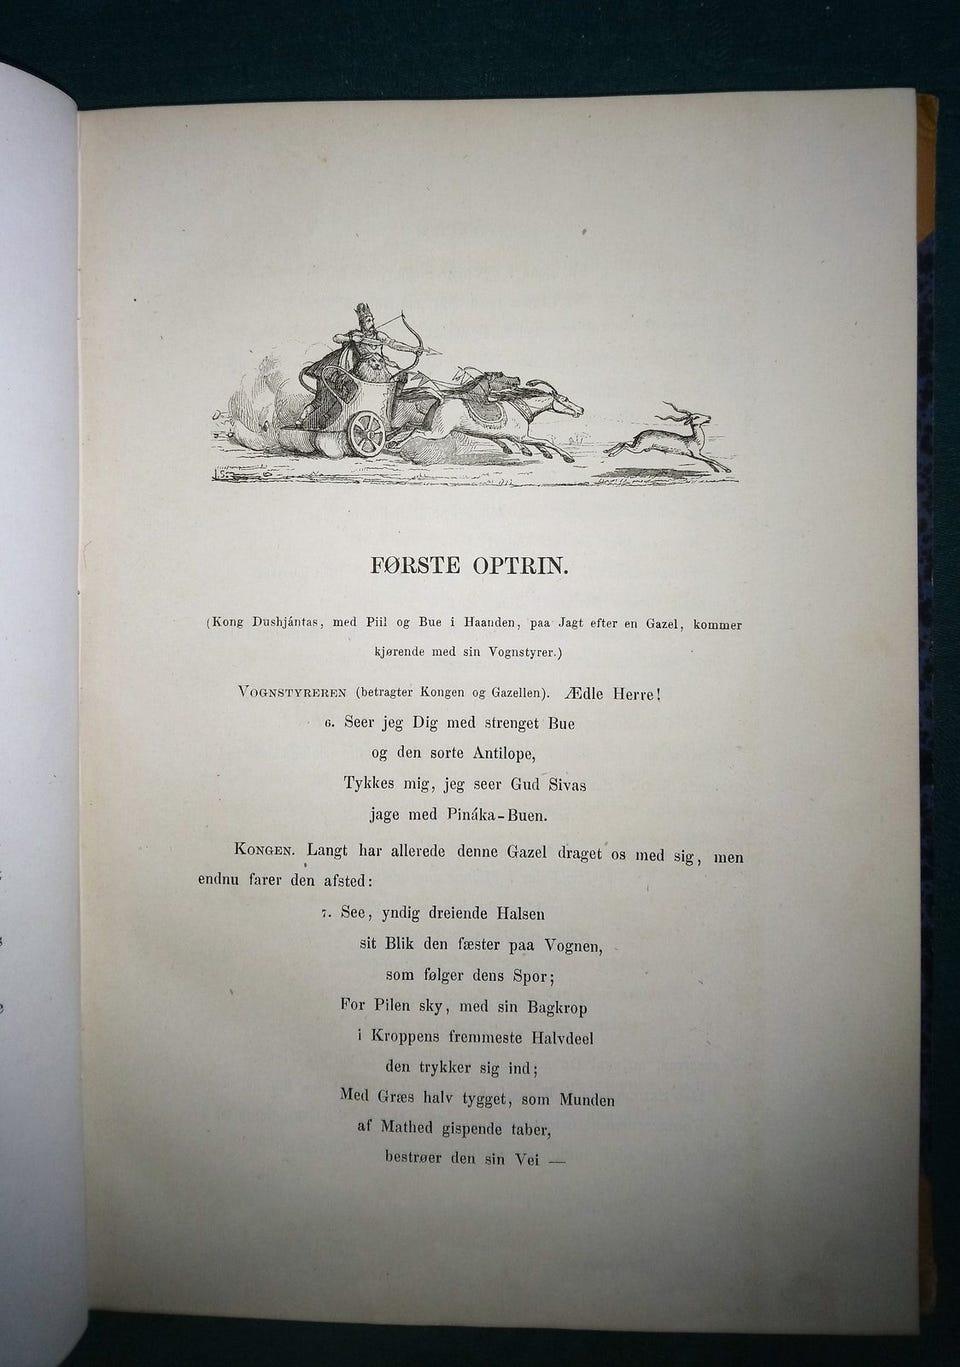 FØRSTE OPTRIN.
(Kong Dushjántas, med Piil og Bue i Haanden, paa Jagt efter en Gazel, kommer
kjørende med sin Vognstyrer.)
VOGNSTYREREN (betragter Kongen og Gazellen). Ædle Herre!
6. Seer jeg Dig med strenget Bue
og den sorte Antilope,
Tykkes mig, jeg seer Gud Sivas
jage med Pináka-Buen.
KONGEN. Langt har allerede denne Gazel draget os med sig, men
endnu farer den afsted:
7. See, yndig dreiende Halsen
sit Blik den fæster paa Vognen,
som følger dens Spor;
For Pilen sky, med sin Bagkrop
i Kroppens fremmeste Halvdeel
den trykker sig ind;
Med Græs halv tygget, som Munden
af Mathed gispende taber,
bestrøer den sin Vei —